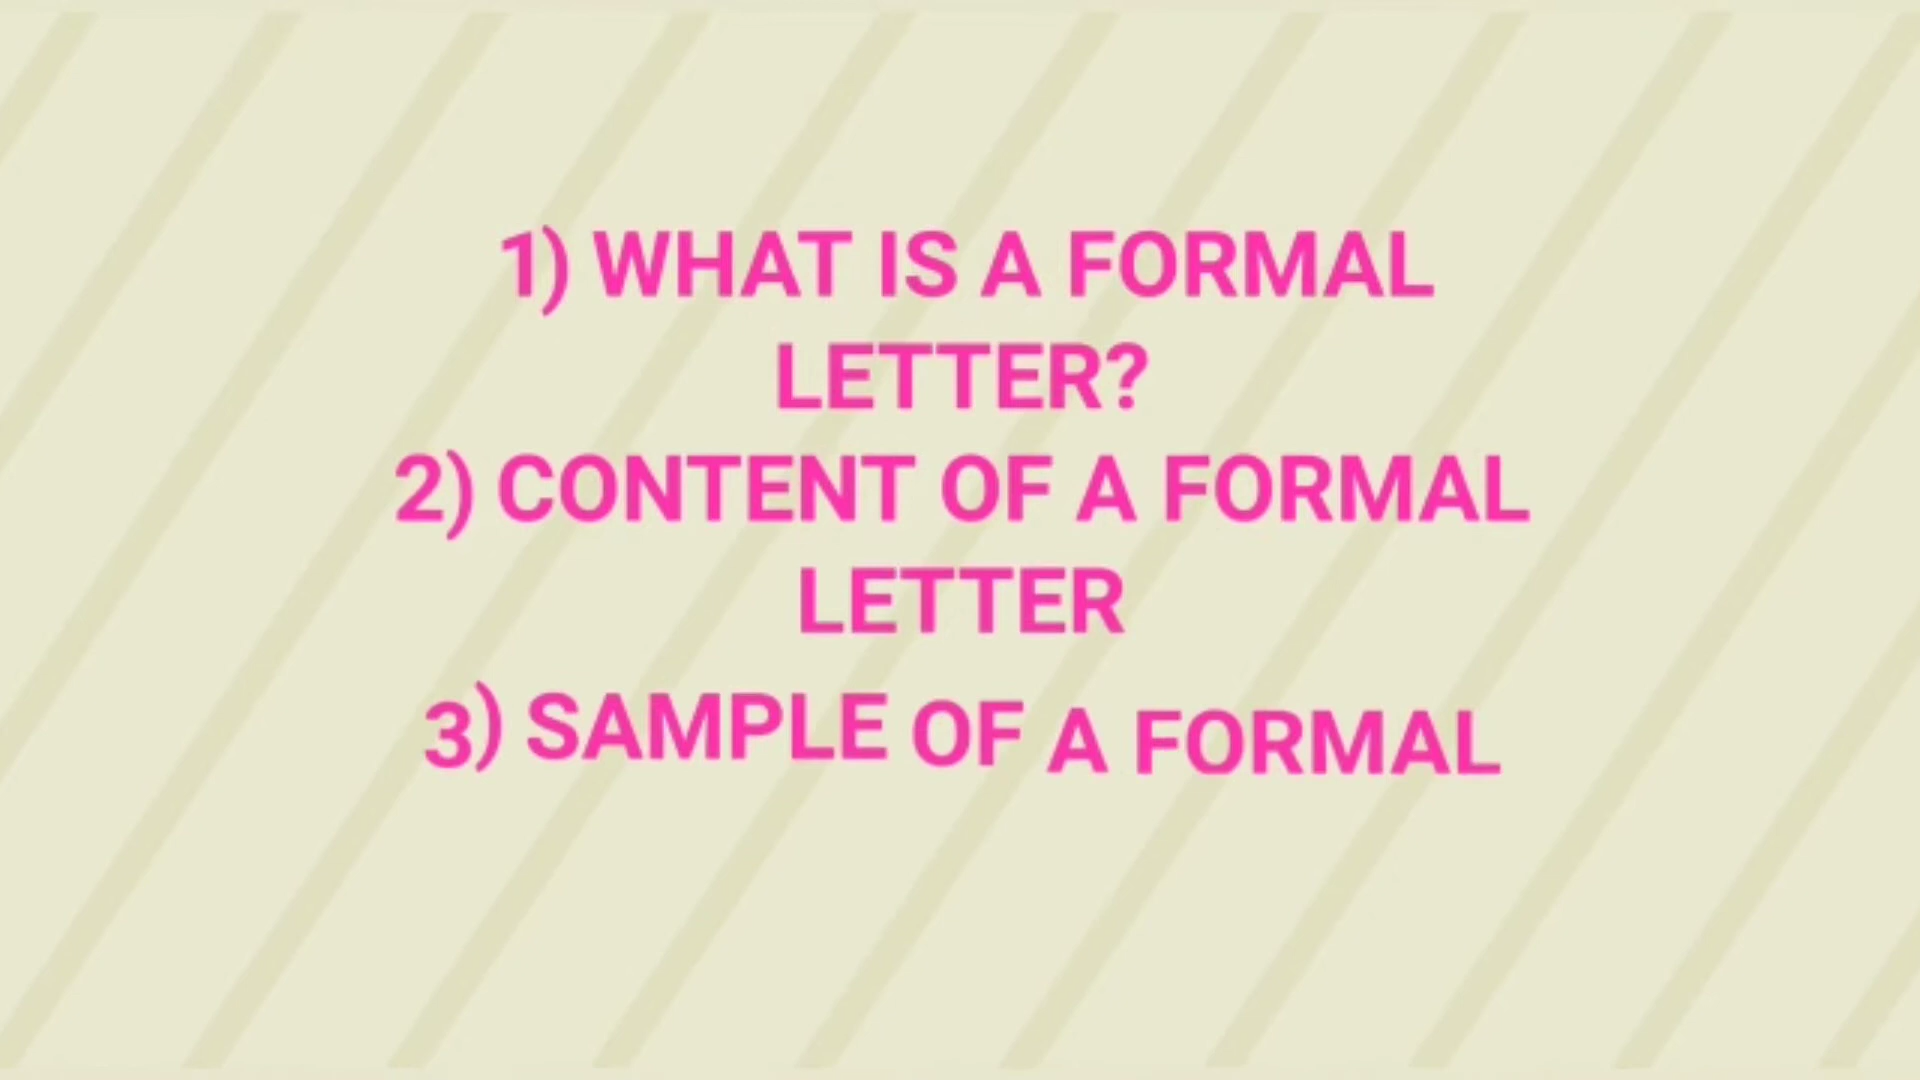 1) WHAT IS A FORMAL
LETTER?
2) CONTENT OF A FORMAL
LETTER
3) SAMPLE OF A FORMAL